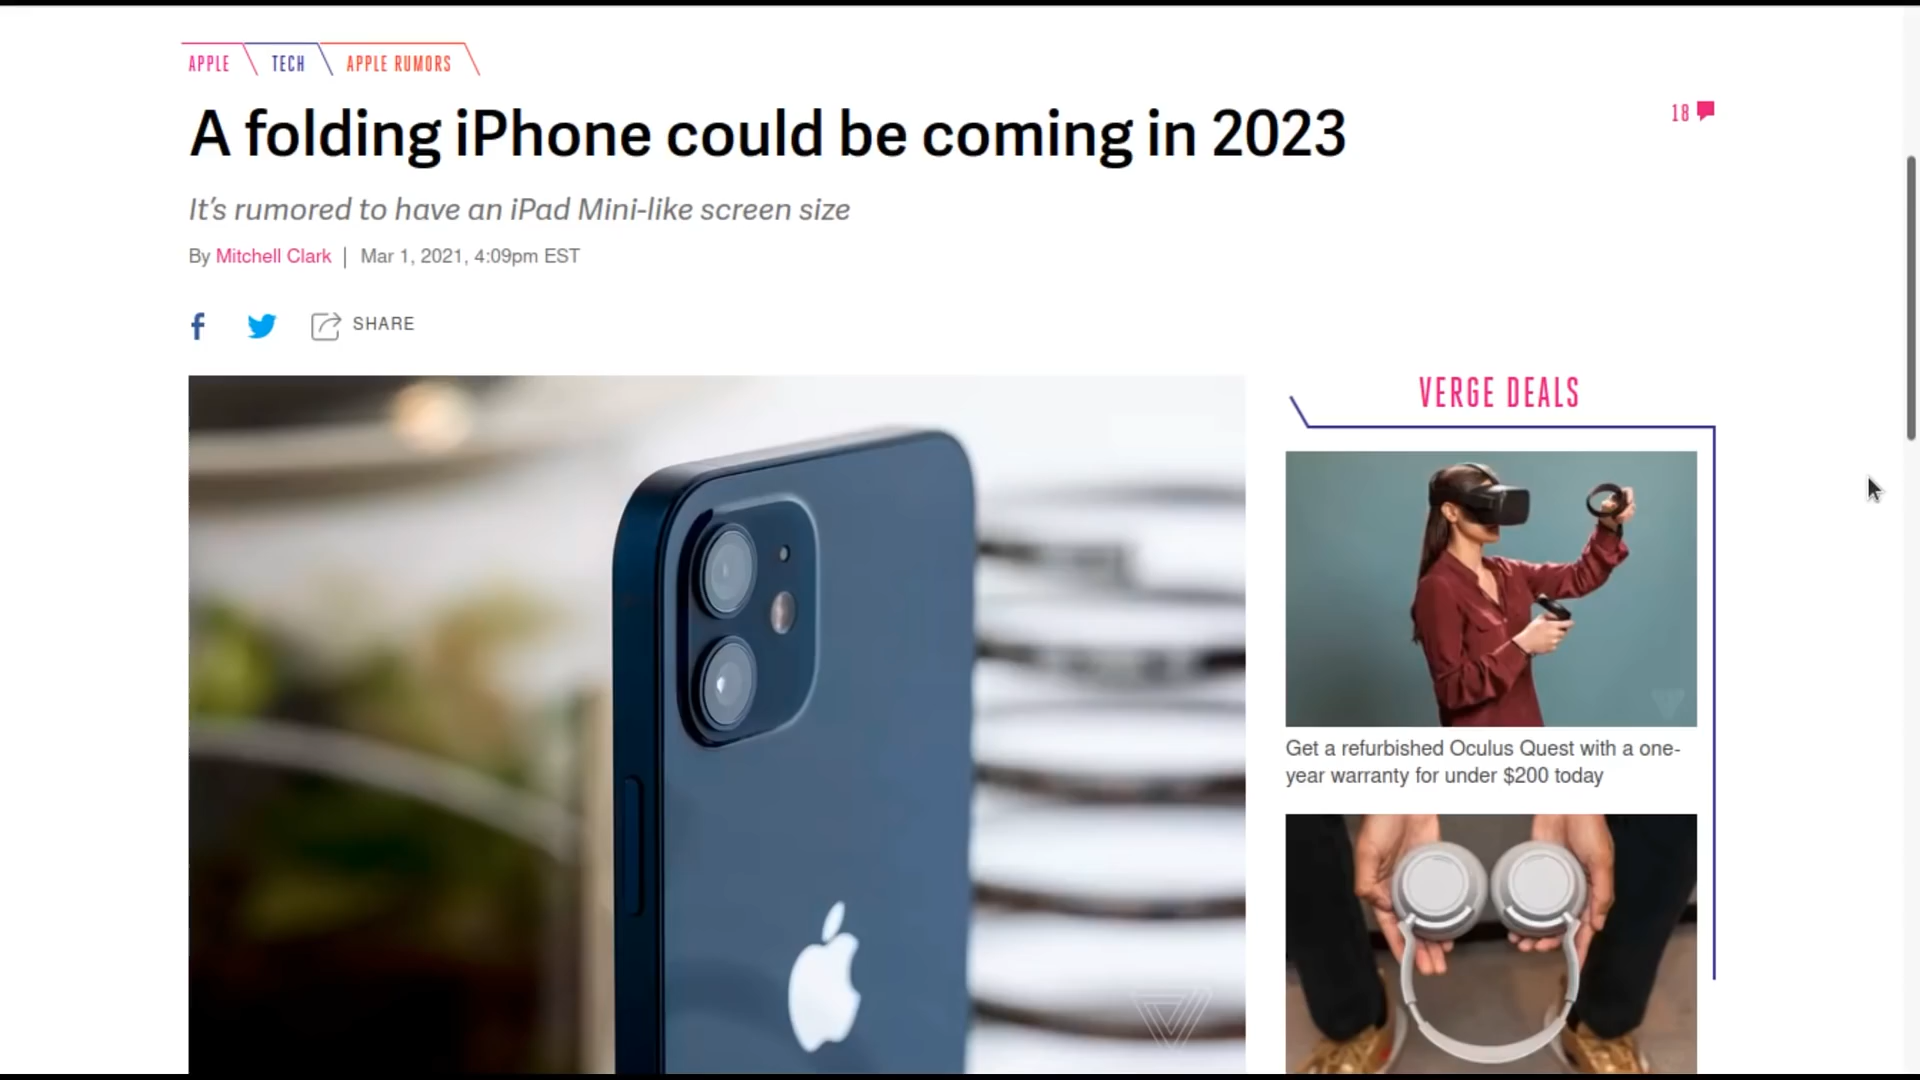 APPLE
TECH
APPLE RUMORS
A folding iPhone could be coming in 2023
18
It's rumored to have an iPad Mini-like screen size
By Mitchell Clark | Mar 1, 2021, 4:09pm EST
SHARE
VERGE DEALS
Get a refurbished Oculus Quest with a one-
year warranty for under $200 today